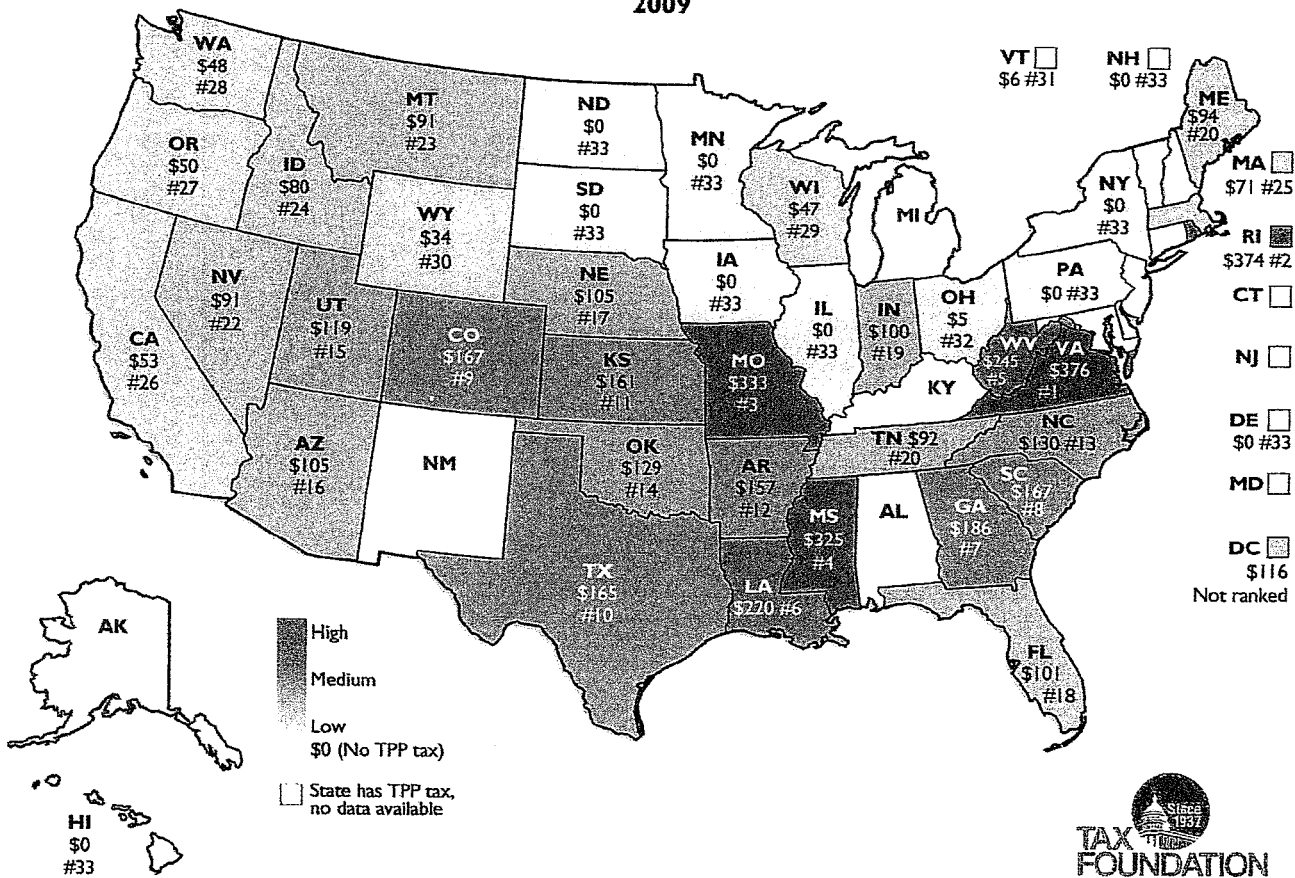 2009
WA
$48
#28
OR
$50
#27
CA
$53
#26
ID
$80
#24
NV
$91
#22
MT
$91
#23
WY
$34
#30
UT
$119
#15
AZ
$105
#16
CO
$167
#9
NM
ND
$0
#33
SD
$0
#33
NE
$105
#17
KS
$161
#11
OK
$129
#14
TX
$165
#10
MN
$0
#33
IA
$0
#33
MO
$333
#3
AR
$157
#12
LA
$220 #6
WI
$47
#29
IL
$0
#33
MS
$325
#4
MI
IN
$100
#19
OH
$5
#32
KY
TN $92
#20
AL
WV
$245
#5
VA
$376
#1
NC
$130 #13
SC
$167
#8
GA
$186
#7
FL
$101
#18
PA
$0 #33
NY
$0
#33
VT
$6 #31
NH
$0 #33
ME
$94
#20
MA
$71 #25
RI
$374 #2
CT
NJ
DE
$0 #33
MD
DC
$116
Not ranked
AK
HI
$0
#33
High
Medium
Low
$0 (No TPP tax)
State has TPP tax,
no data available
Since
1937
TAX
FOUNDATION